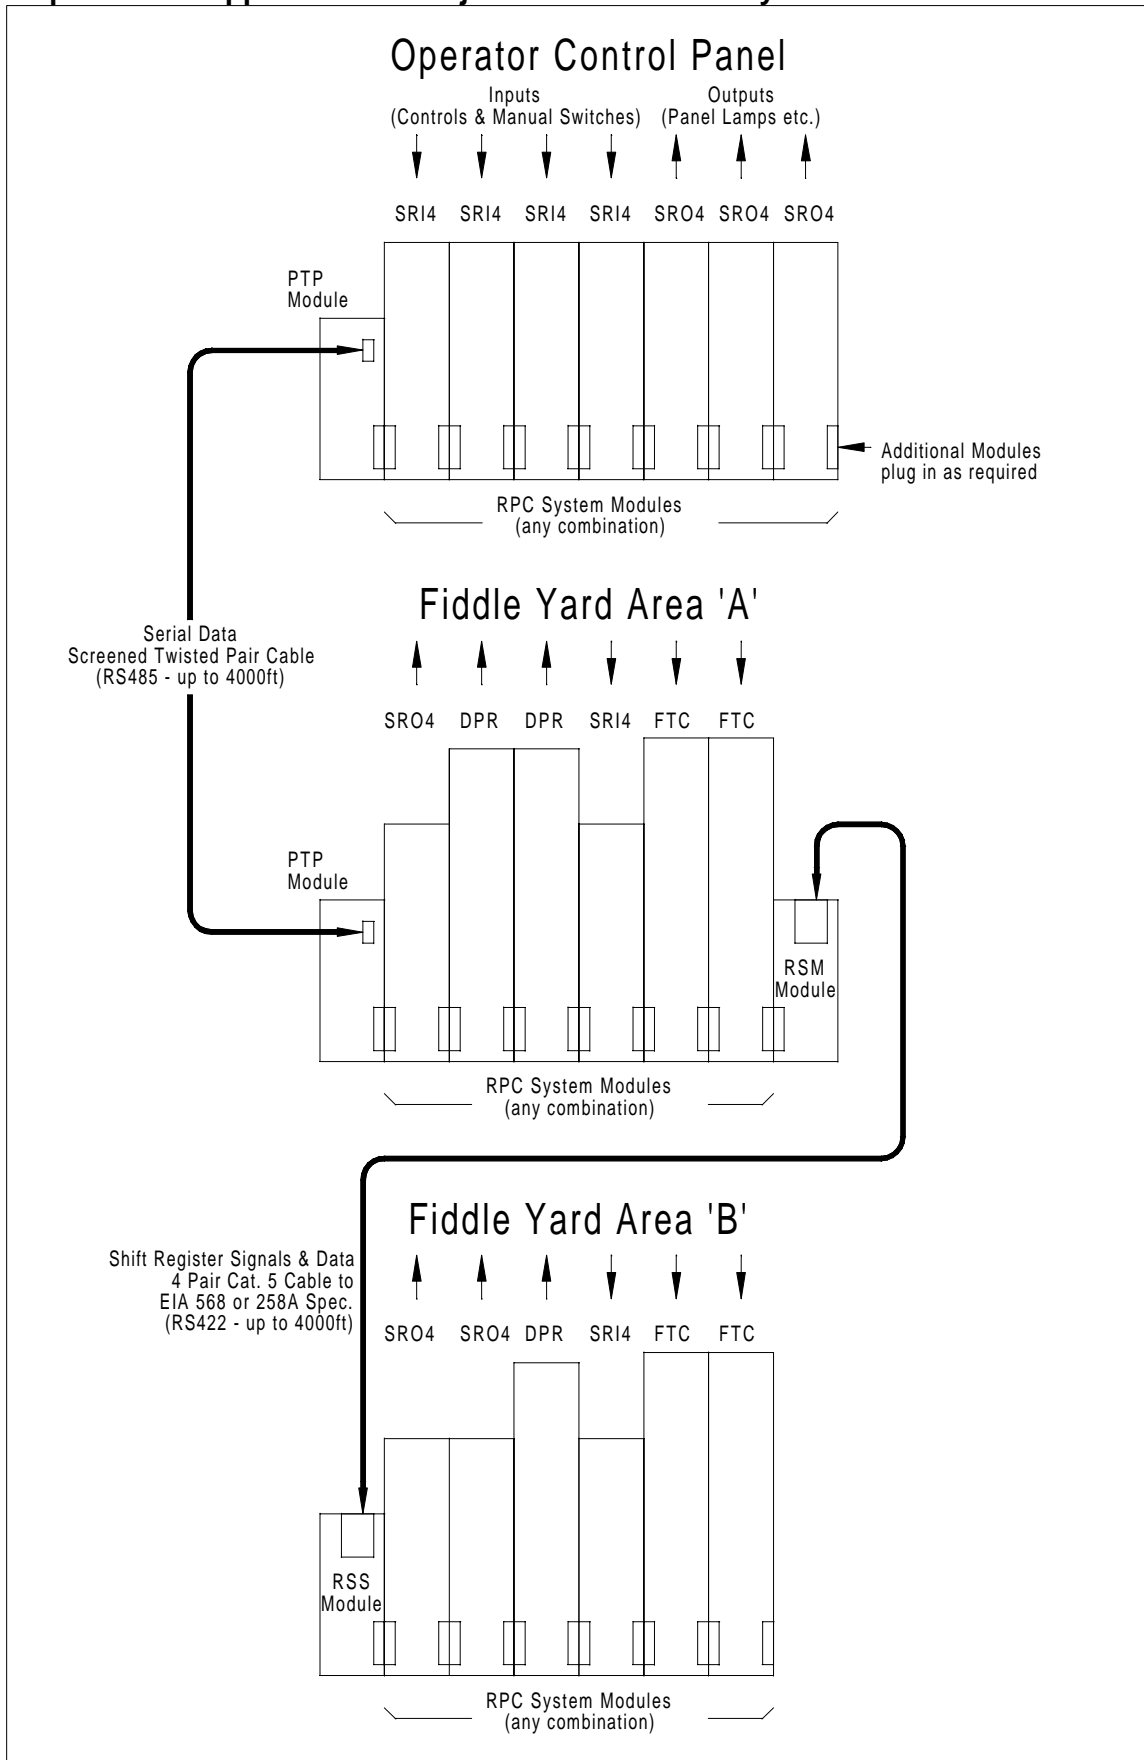 Operator Control Panel
Inputs
(Controls & Manual Switches)
Outputs
(Panel Lamps etc.)
SRI4 SRI4 SRI4 SRI4 SRO4 SRO4 SRO4
PTP
Module
Additional Modules
plug in as required
RPC System Modules
(any combination)
Fiddle Yard Area 'A'
Serial Data
Screened Twisted Pair Cable
(RS485 - up to 4000ft)
SRO4 DPR DPR SRI4 FTC FTC
PTP
Module
RSM
Module
RPC System Modules
(any combination)
Fiddle Yard Area 'B'
Shift Register Signals & Data
4 Pair Cat. 5 Cable to
EIA 568 or 258A Spec.
(RS422 - up to 4000ft)
SRO4 SRO4 DPR SRI4 FTC FTC
RSS
Module
RPC System Modules
(any combination)